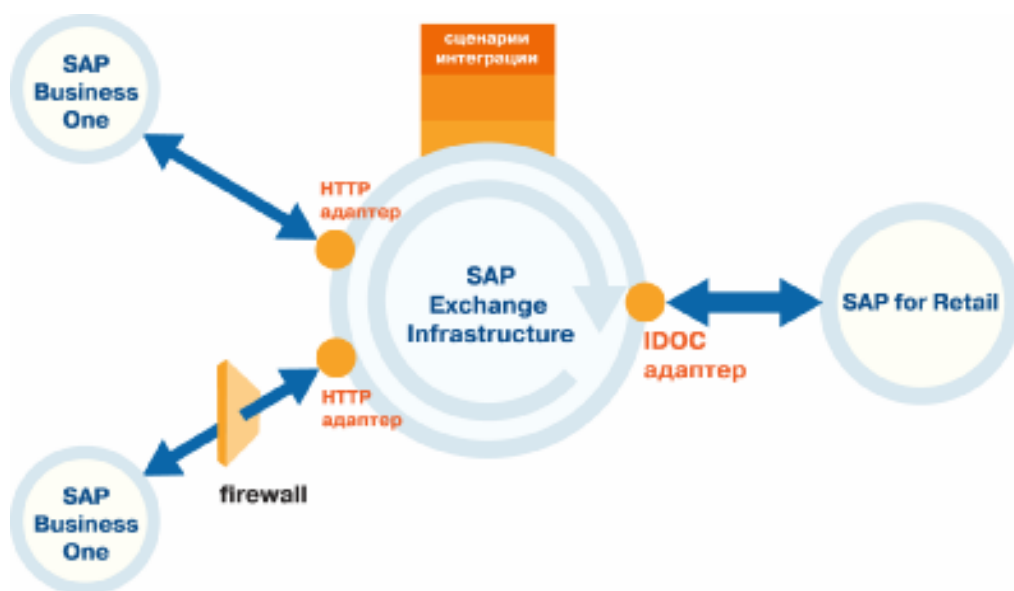 сценарии
интеграции
SAP
Business
One
HTTP
адаптер
SAP
Exchange
Infrastructure
SAP for Retail
IDOC
адаптер
HTTP
адаптер
firewall
SAP
Business
One